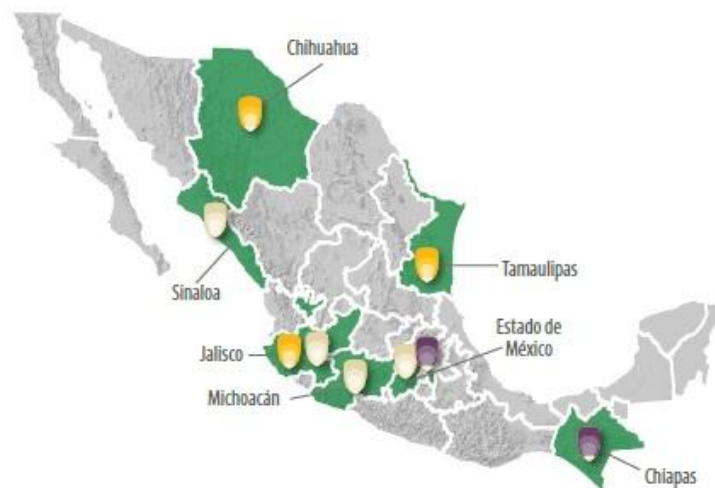 Chihuahua
Sinaloa
Tamaulipas
Jalisco
Estado de
México
Michoacán
Chiapas